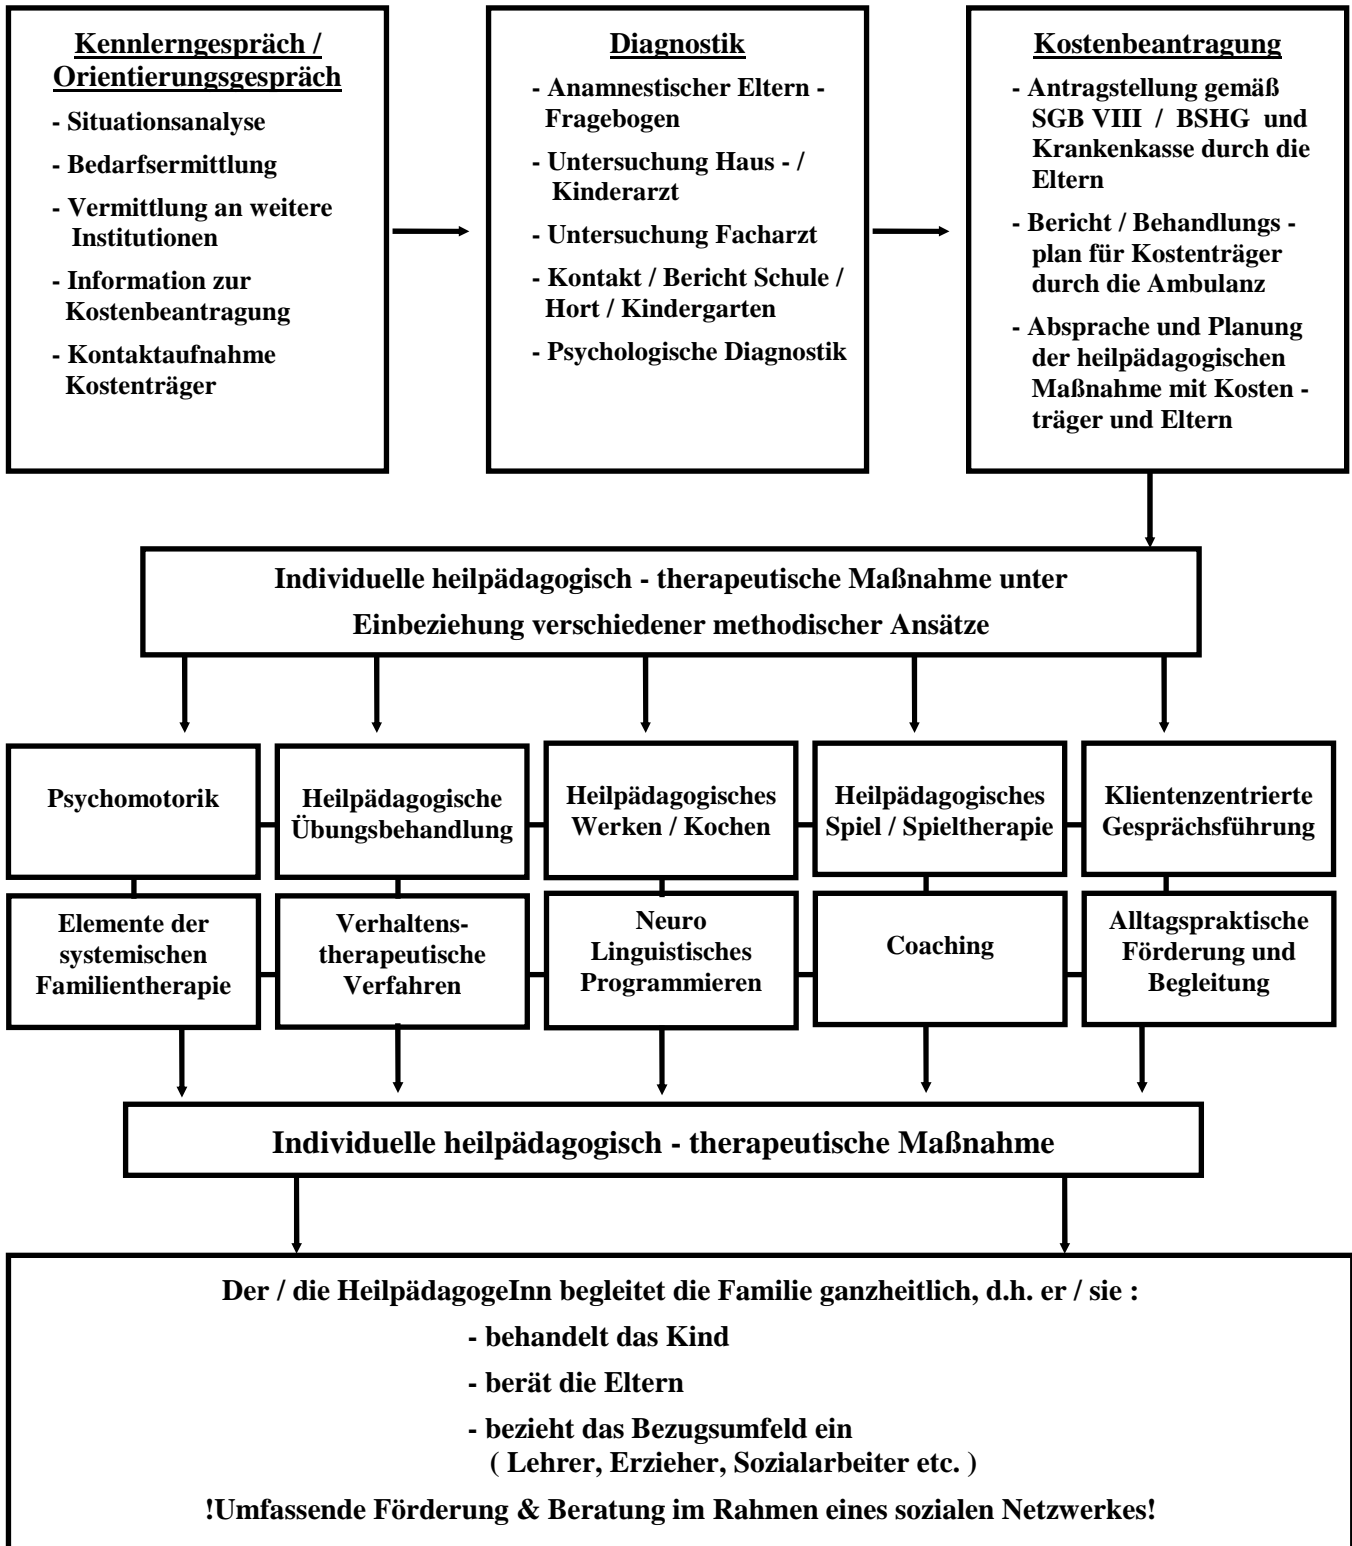 Kennlerngespräch /
Orientierungsgespräch
- Situationsanalyse
- Bedarfsermittlung
- Vermittlung an weitere
Institutionen
- Information zur
Kostenbeantragung
- Kontaktaufnahme
Kostenträger
Diagnostik
- Anamnestischer Eltern -
Fragebogen
- Untersuchung Haus - /
Kinderarzt
- Untersuchung Facharzt
- Kontakt / Bericht Schule /
Hort / Kindergarten
- Psychologische Diagnostik
Kostenbeantragung
- Antragstellung gemäß
SGB VIII / BSHG und
Krankenkasse durch die
Eltern
- Bericht / Behandlungs -
plan für Kostenträger
durch die Ambulanz
- Absprache und Planung
der heilpädagogischen
Maßnahme mit Kosten -
träger und Eltern
Individuelle heilpädagogisch - therapeutische Maßnahme unter
Einbeziehung verschiedener methodischer Ansätze
Psychomotorik
Heilpädagogische
Übungsbehandlung
Heilpädagogisches
Werken / Kochen
Heilpädagogisches
Spiel / Spieltherapie
Klientenzentrierte
Gesprächsführung
Elemente der
systemischen
Familientherapie
Verhaltens-
therapeutische
Verfahren
Neuro
Linguistisches
Programmieren
Coaching
Alltagspraktische
Förderung und
Begleitung
Individuelle heilpädagogisch - therapeutische Maßnahme
Der / die HeilpädagogeInn begleitet die Familie ganzheitlich, d.h. er / sie :
- behandelt das Kind
- berät die Eltern
- bezieht das Bezugsumfeld ein
( Lehrer, Erzieher, Sozialarbeiter etc. )
!Umfassende Förderung & Beratung im Rahmen eines sozialen Netzwerkes!